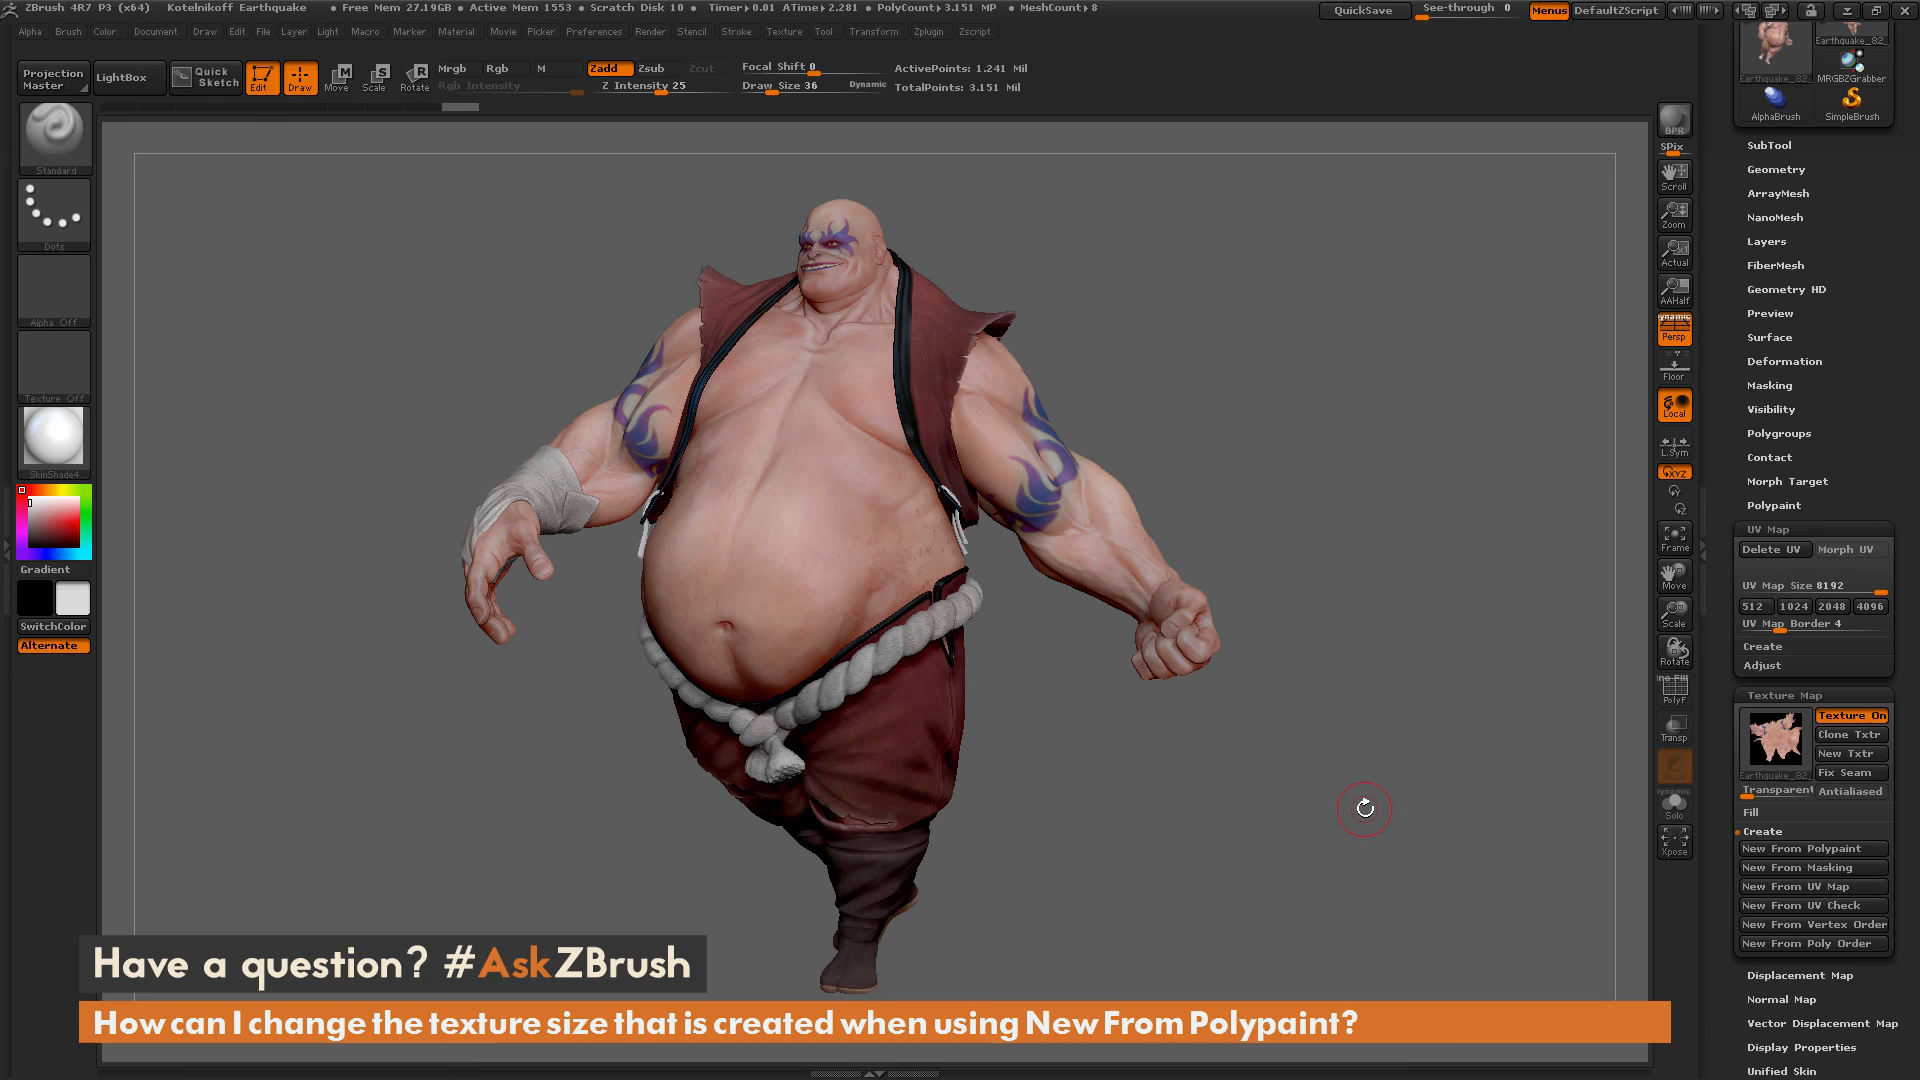 ZBrush 4R7 P3 (x64) Kotelnikoff Earthquake • Free Mem 27.19GB • Active Mem 1553 • Scratch Disk 10 • Timer▸0.01 ATime▸2.281 • PolyCount▸3.151 MP • MeshCount▸8 QuickSave See-through 0 Menus DefaultZScript
Alpha Brush Color Document Draw Edit File Layer Light Macro Marker Material Movie Picker Preferences Render Stencil Stroke Texture Tool Transform Zplugin Zscript
Projection Master
LightBox
Quick Sketch
Edit
Draw
Move
Scale
Rotate
Mrgb Rgb M
Rgb Intensity
Zadd Zsub Zcut
Z Intensity 25
Focal Shift 0
Draw Size 36 Dynamic
ActivePoints: 1.241 Mil
TotalPoints: 3.151 Mil
Standard
Dots
Alpha Off
Texture Off
SkinShade4
Gradient
SwitchColor
Alternate
BPR
SPix
Scroll
Zoom
Actual
AAHalf
Persp
Floor
Local
L.Sym
XYZ
Frame
Move
Scale
Rotate
PolyF
Transp
Dynamic
Solo
Xpose
Earthquake_82_
Earthquake_82_ MRGBZGrabber
AlphaBrush SimpleBrush
SubTool
Geometry
ArrayMesh
NanoMesh
Layers
FiberMesh
Geometry HD
Preview
Surface
Deformation
Masking
Visibility
Polygroups
Contact
Morph Target
Polypaint
UV Map
Delete UV Morph UV
UV Map Size 8192
512 1024 2048 4096
UV Map Border 4
Create
Adjust
Texture Map
Texture On
Clone Txtr
New Txtr
Earthquake_82_ Fix Seam
Transparent Antialiased
Fill
Create
New From Polypaint
New From Masking
New From UV Map
New From UV Check
New From Vertex Order
New From Poly Order
Displacement Map
Normal Map
Vector Displacement Map
Display Properties
Unified Skin
Have a question? #AskZBrush
How can I change the texture size that is created when using New From Polypaint?